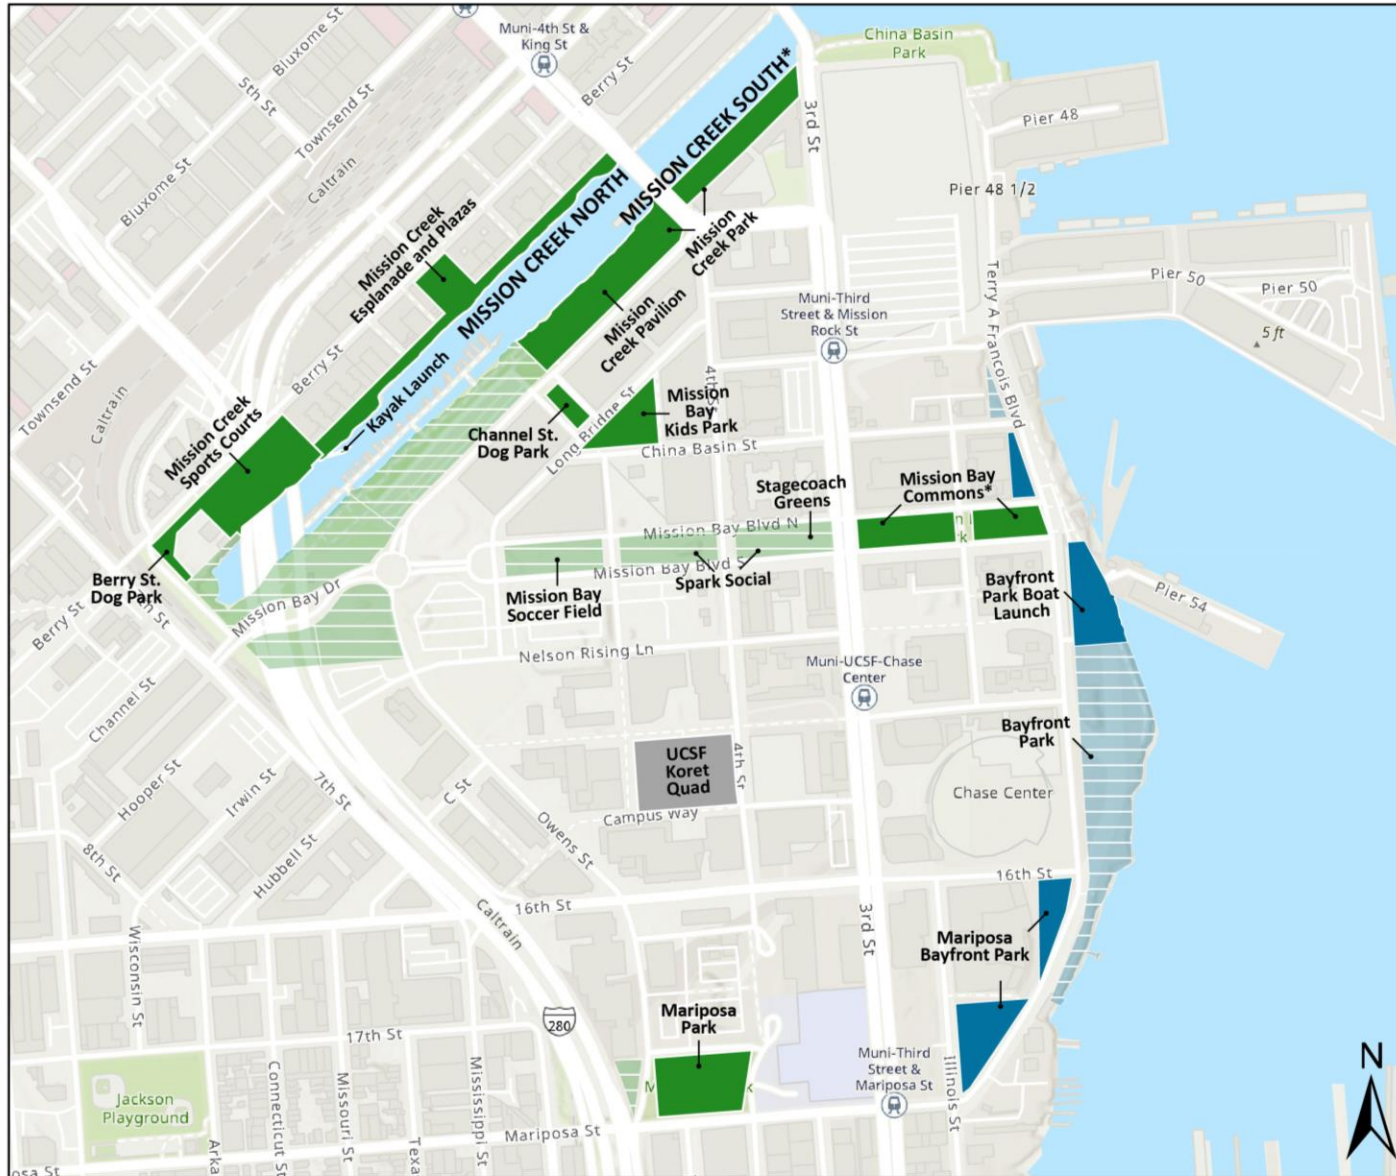 Muni-4th St &
King St
Bluxome St
5th St
Townsend St
Berry St
China Basin
Park
MISSION CREEK SOUTH*
3rd St
Pier 48
Pier 48 1/2
Bluxome St
Caltrain
Mission Creek
Esplanade and Plazas
MISSION CREEK NORTH
Mission
Creek Park
Terry A Francois Blvd
Pier 50
Pier 50
5 ft
Muni-Third
Street & Mission
Rock St
Mission
Creek Pavilion
Berry St
Kayak Launch
Townsend St
Caltrain
Mission Creek
Sports Courts
Channel St.
Dog Park
Long Bridge St
Mission
Bay
Kids Park
China Basin St
Stagecoach
Greens
Mission Bay
Commons*
Mission Bay Blvd N
Mission Bay Blvd S
Spark Social
Mission Bay
Soccer Field
Berry St.
Dog Park
Berry St
Mission Bay Dr
Bayfront
Park Boat
Launch
Pier 54
Nelson Rising Ln
Muni-UCSF-Chase
Center
Channel St
Bayfront
Park
UCSF
Koret
Quad
4th St
Campus Way
Chase Center
Hooper St
Irwin St
7th St
C St
Owens St
8th St
Hubbell St
16th St
16th St
Caltrain
3rd St
Wisconsin St
Mariposa
Bayfront Park
Mariposa
Park
280
17th St
Muni-Third
Street &
Mariposa St
Illinois St
Jackson
Playground
Connecticut St
Missouri St
Mississippi St
Mariposa St
Arka
Texa
osa St
N